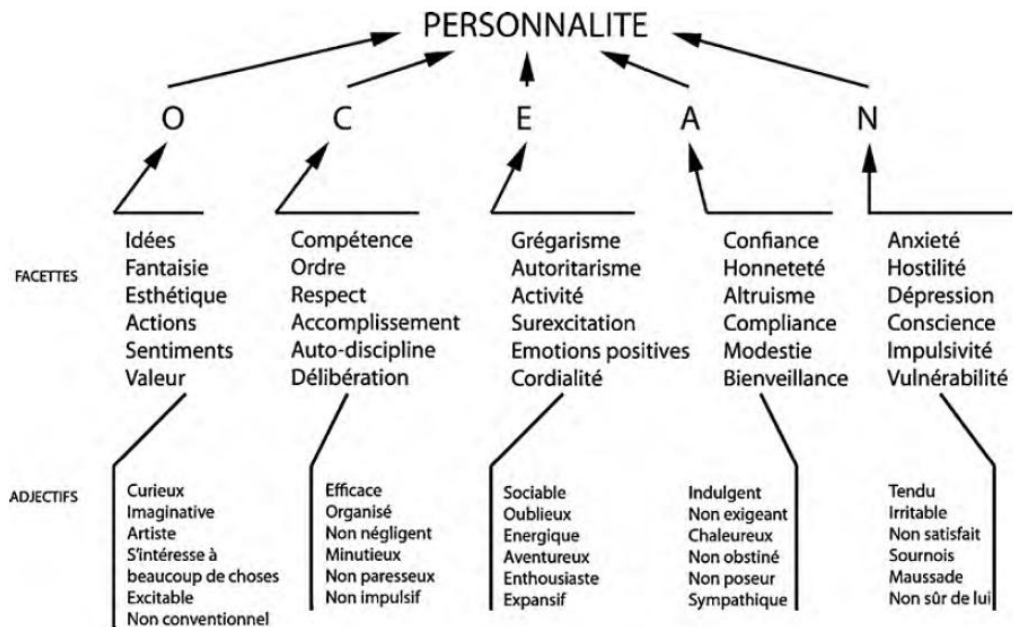 PERSONNALITE
O
C
E
A
N
FACETTES
Idées
Fantaisie
Esthétique
Actions
Sentiments
Valeur
Compétence
Ordre
Respect
Accomplissement
Auto-discipline
Délibération
Grégarisme
Autoritarisme
Activité
Surexcitation
Emotions positives
Cordialité
Confiance
Honneteté
Altruisme
Compliance
Modestie
Bienveillance
Anxieté
Hostilité
Dépression
Conscience
Impulsivité
Vulnérabilité
ADJECTIFS
Curieux
Imaginative
Artiste
S'intéresse à
beaucoup de choses
Excitable
Non conventionnel
Efficace
Organisé
Non négligent
Minutieux
Non paresseux
Non impulsif
Sociable
Oublieux
Energique
Aventureux
Enthousiaste
Expansif
Indulgent
Non exigeant
Chaleureux
Non obstiné
Non poseur
Sympathique
Tendu
Irritable
Non satisfait
Sournois
Maussade
Non sûr de lui